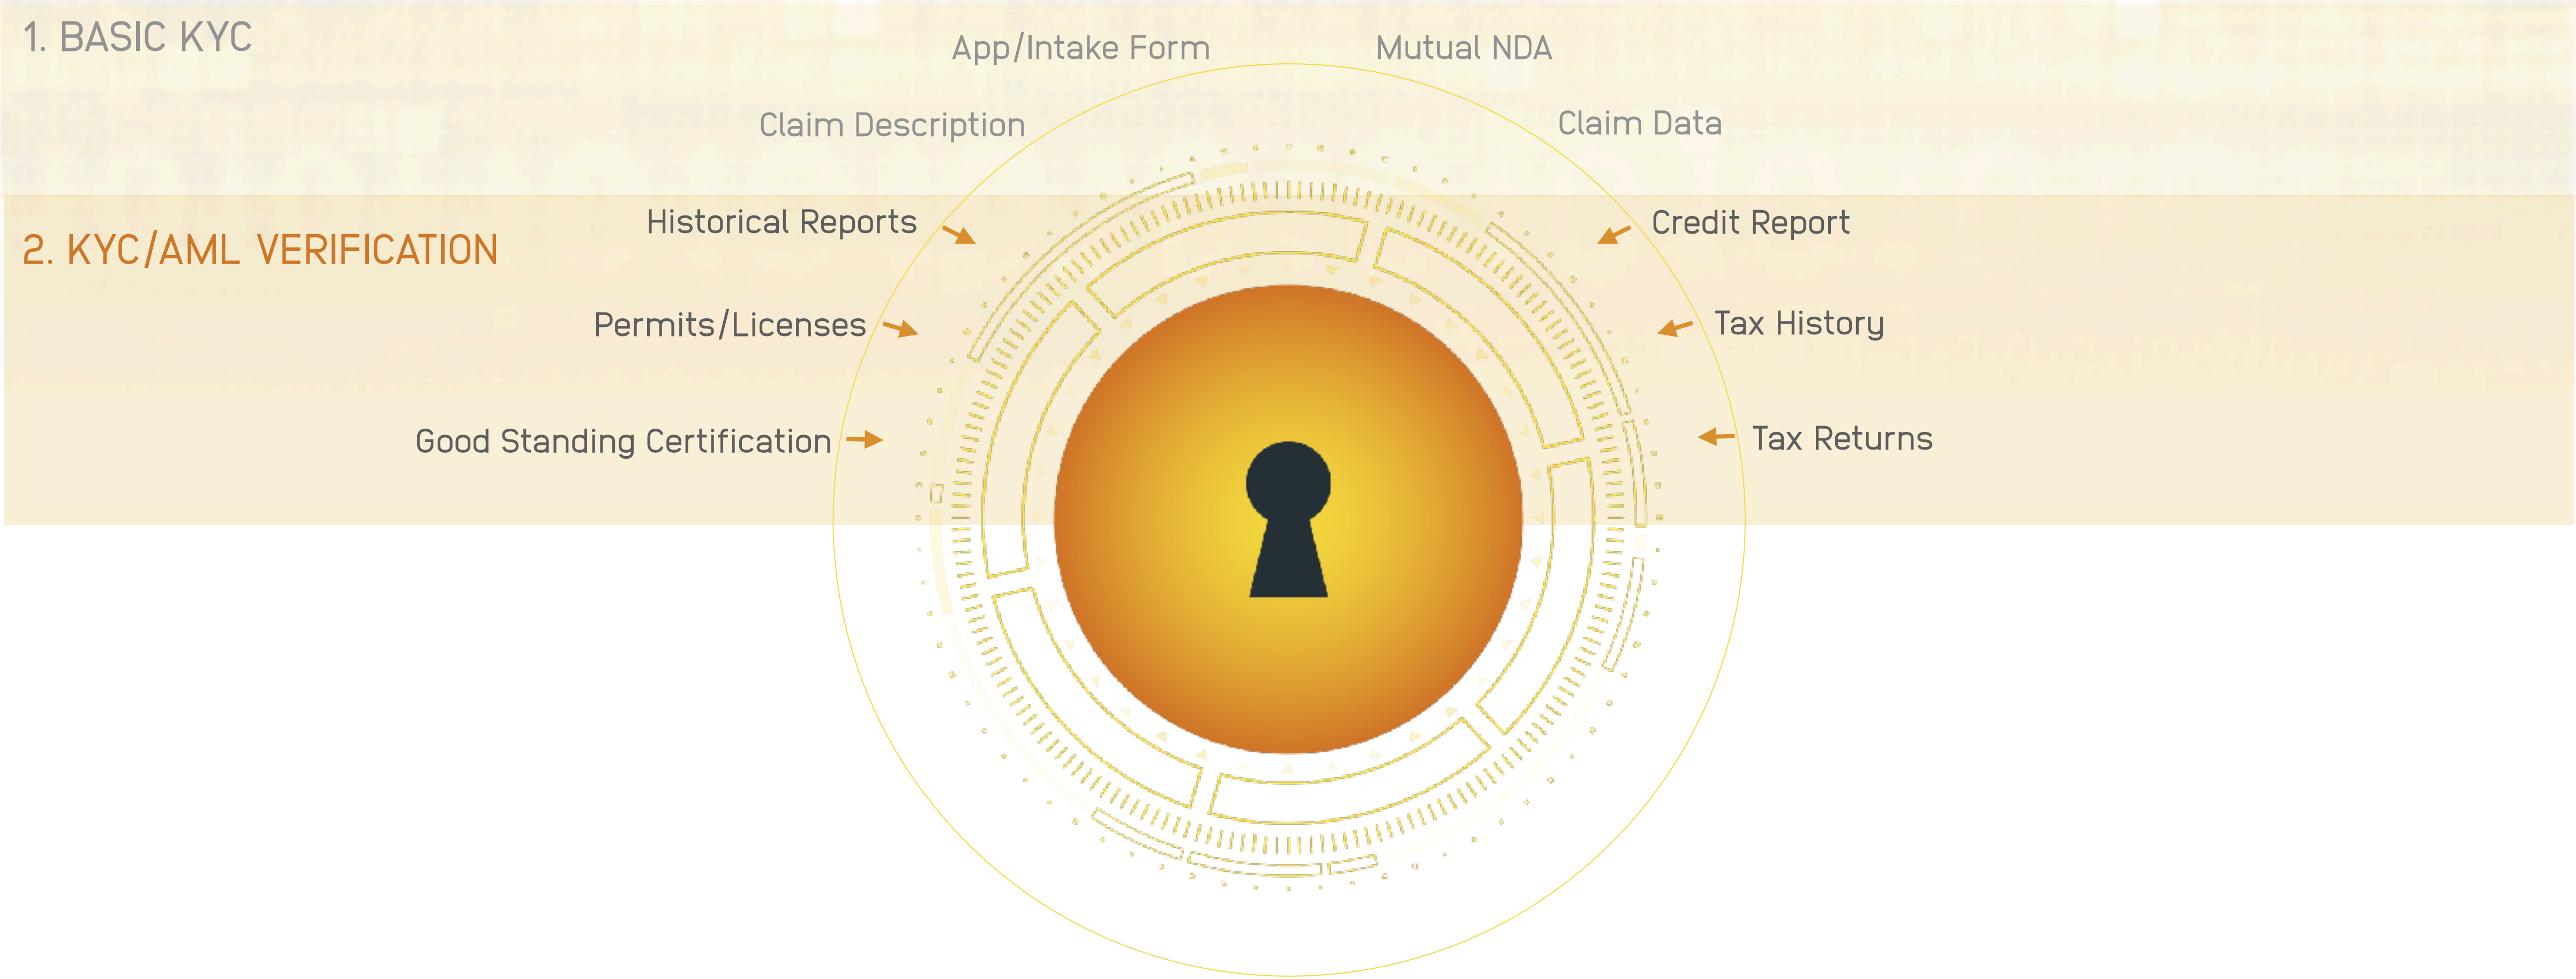 1. BASIC KYC
App/Intake Form
Mutual NDA
Claim Description
Claim Data
2. KYC/AML VERIFICATION
Historical Reports
Credit Report
Permits/Licenses
Tax History
Good Standing Certification
Tax Returns